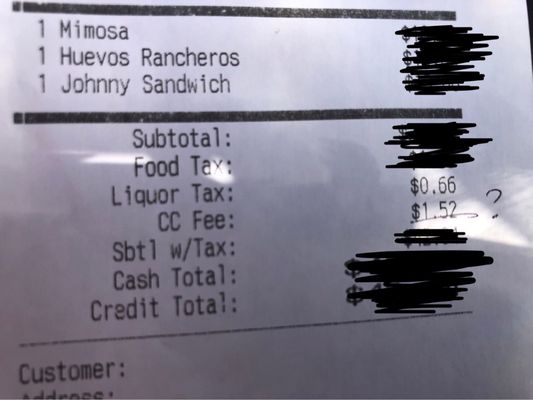 1 Mimosa
1 Huevos Rancheros
1 Johnny Sandwich
Subtotal:
Food Tax:
Liquor Tax: $0.66
CC Fee: $1.52 ?
Sbtl w/Tax:
Cash Total:
Credit Total:
Customer:
Address: